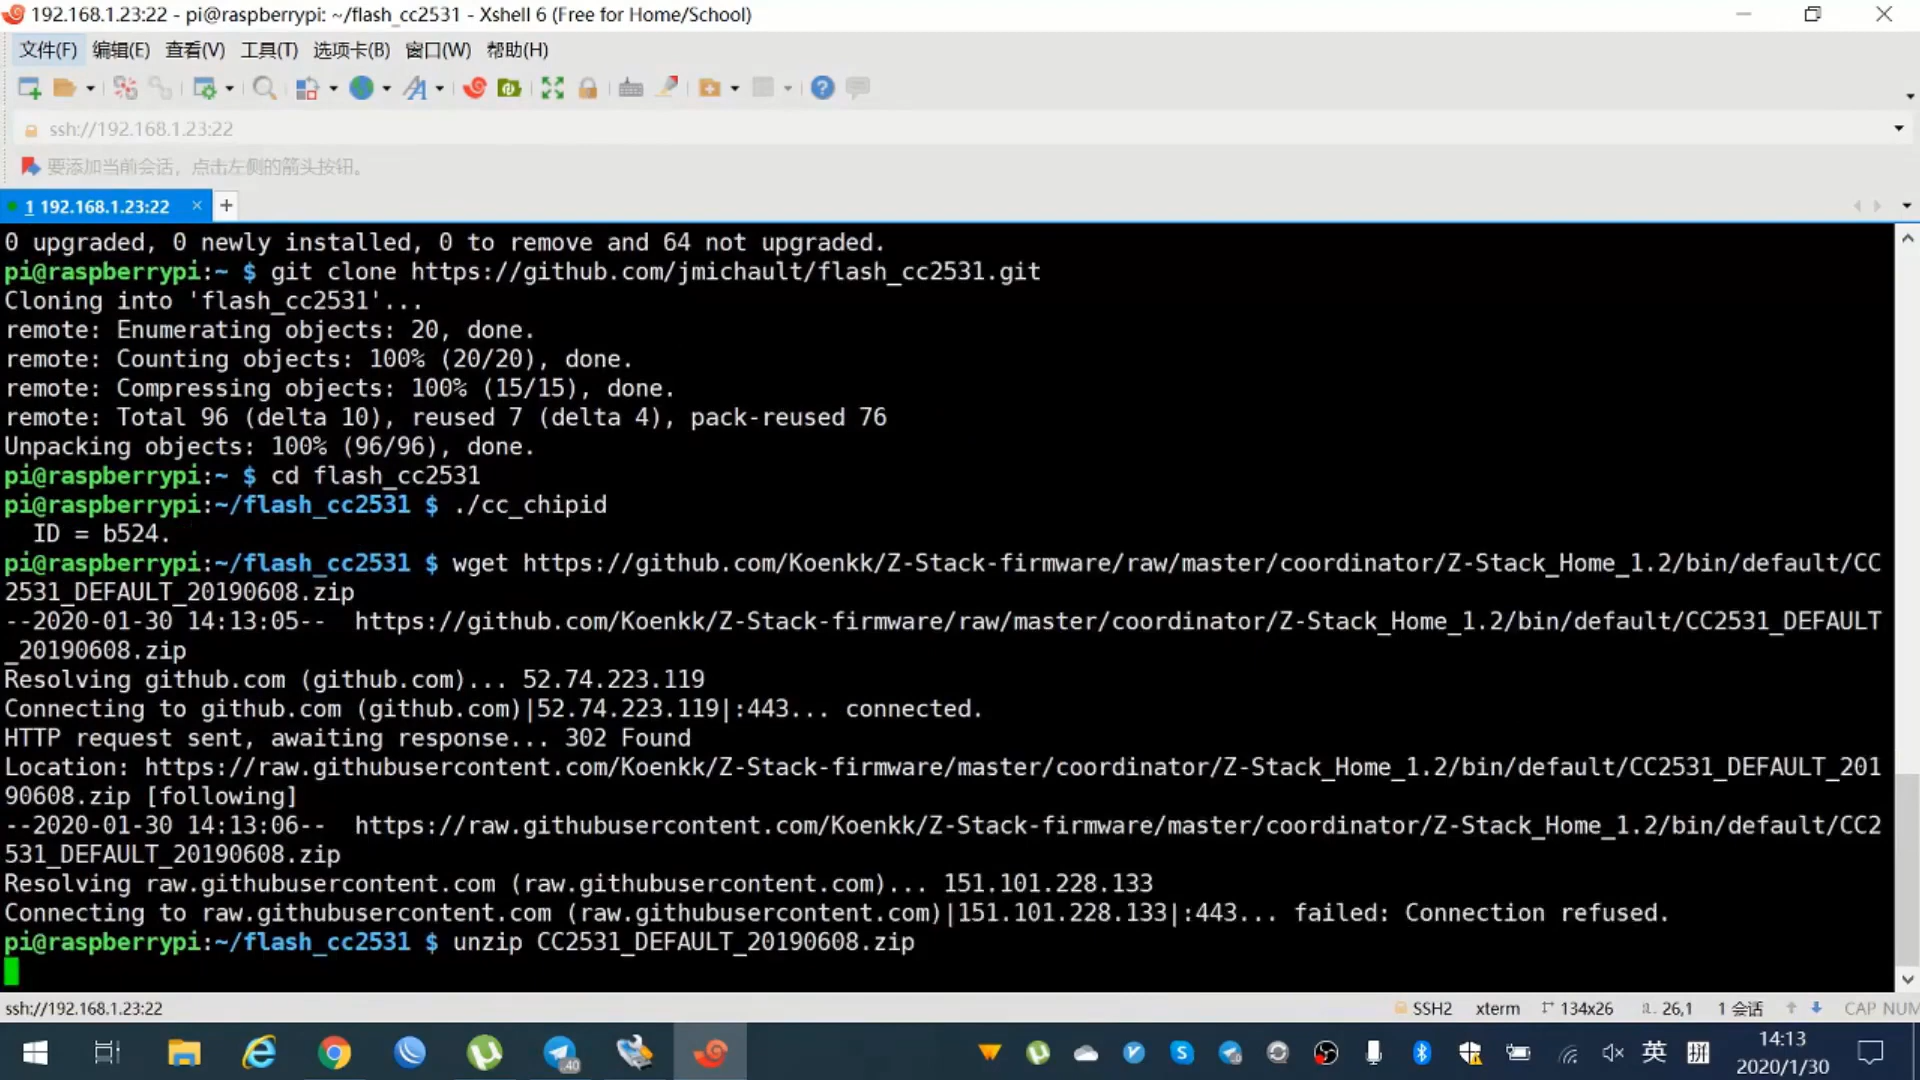 192.168.1.23:22 - pi@raspberrypi: ~/flash_cc2531 - Xshell 6 (Free for Home/School)
文件(F) 编辑(E) 查看(V) 工具(T) 选项卡(B) 窗口(W) 帮助(H)
ssh://192.168.1.23:22
要添加当前会话，点击左侧的箭头按钮。
1 192.168.1.23:22 × +
0 upgraded, 0 newly installed, 0 to remove and 64 not upgraded.
pi@raspberrypi:~ $ git clone https://github.com/jmichault/flash_cc2531.git
Cloning into 'flash_cc2531'...
remote: Enumerating objects: 20, done.
remote: Counting objects: 100% (20/20), done.
remote: Compressing objects: 100% (15/15), done.
remote: Total 96 (delta 10), reused 7 (delta 4), pack-reused 76
Unpacking objects: 100% (96/96), done.
pi@raspberrypi:~ $ cd flash_cc2531
pi@raspberrypi:~/flash_cc2531 $ ./cc_chipid
ID = b524.
pi@raspberrypi:~/flash_cc2531 $ wget https://github.com/Koenkk/Z-Stack-firmware/raw/master/coordinator/Z-Stack_Home_1.2/bin/default/CC
2531_DEFAULT_20190608.zip
--2020-01-30 14:13:05--  https://github.com/Koenkk/Z-Stack-firmware/raw/master/coordinator/Z-Stack_Home_1.2/bin/default/CC2531_DEFAULT
_20190608.zip
Resolving github.com (github.com)... 52.74.223.119
Connecting to github.com (github.com)|52.74.223.119|:443... connected.
HTTP request sent, awaiting response... 302 Found
Location: https://raw.githubusercontent.com/Koenkk/Z-Stack-firmware/master/coordinator/Z-Stack_Home_1.2/bin/default/CC2531_DEFAULT_201
90608.zip [following]
--2020-01-30 14:13:06--  https://raw.githubusercontent.com/Koenkk/Z-Stack-firmware/master/coordinator/Z-Stack_Home_1.2/bin/default/CC2
531_DEFAULT_20190608.zip
Resolving raw.githubusercontent.com (raw.githubusercontent.com)... 151.101.228.133
Connecting to raw.githubusercontent.com (raw.githubusercontent.com)|151.101.228.133|:443... failed: Connection refused.
pi@raspberrypi:~/flash_cc2531 $ unzip CC2531_DEFAULT_20190608.zip
ssh://192.168.1.23:22 SSH2 xterm 134x26 26,1 1 会话 CAP NUM
.40 英 拼 14:13
2020/1/30